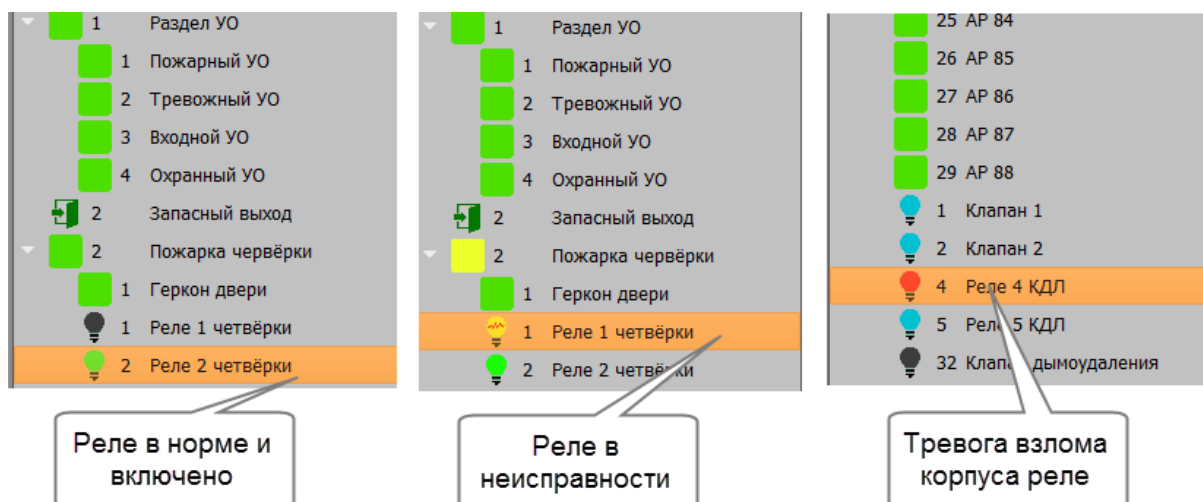 1 Раздел УО
1 Пожарный УО
2 Тревожный УО
3 Входной УО
4 Охранный УО
2 Запасный выход
2 Пожарка червёрки
1 Геркон двери
1 Реле 1 четвёрки
2 Реле 2 четвёрки
Реле в норме и
включено
1 Раздел УО
1 Пожарный УО
2 Тревожный УО
3 Входной УО
4 Охранный УО
2 Запасный выход
2 Пожарка червёрки
1 Геркон двери
1 Реле 1 четвёрки
2 Реле 2 четвёрки
Реле в
неисправности
25 АР 84
26 АР 85
27 АР 86
28 АР 87
29 АР 88
1 Клапан 1
2 Клапан 2
4 Реле 4 КДЛ
5 Реле 5 КДЛ
32 Клапан дымоудаления
Тревога взлома
корпуса реле